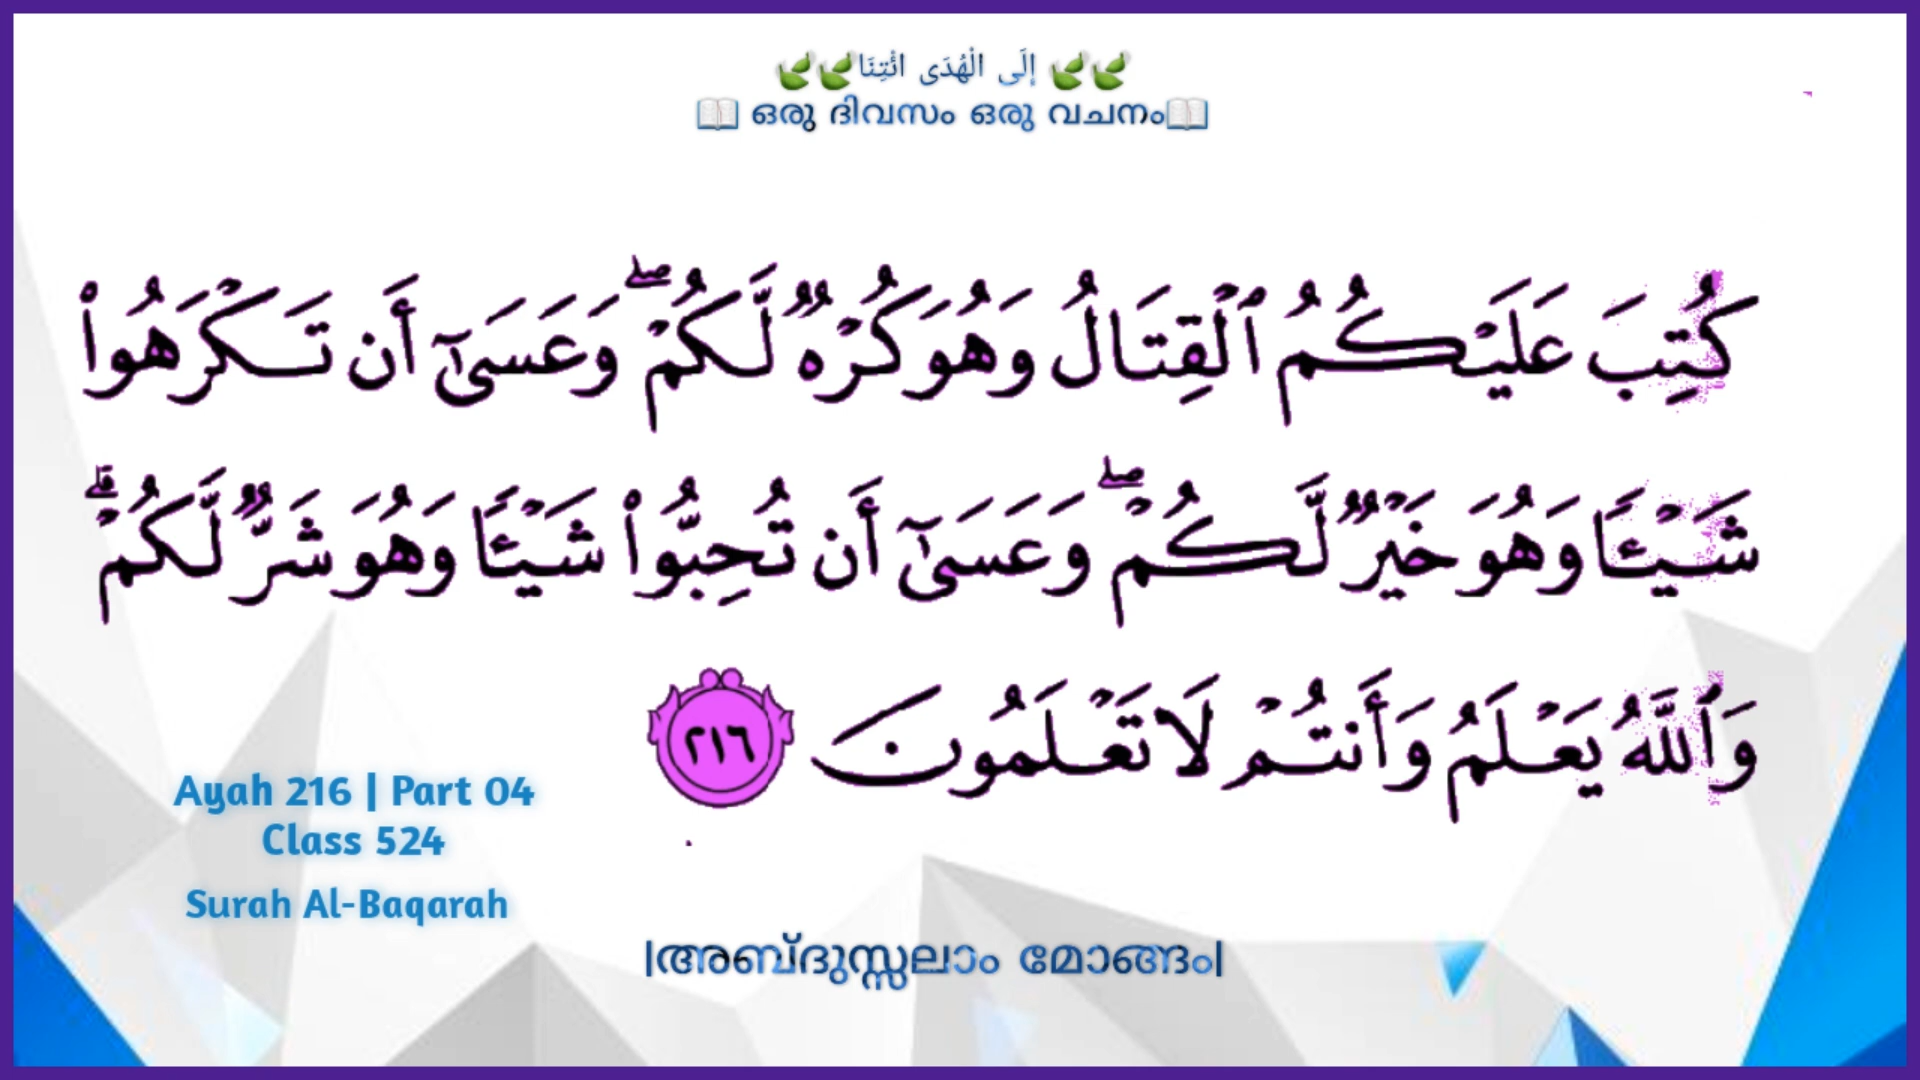 🍃🍃 إلَى الْهُدَى ائْتِنَا🍃🍃
📖 ഒരു ദിവസം ഒരു വചനം📖
كُتِبَ عَلَيْكُمُ ٱلْقِتَالُ وَهُوَ كُرْهٌ لَّكُمْ ۖ وَعَسَىٰٓ أَن تَكْرَهُوا۟
شَيْـًٔا وَهُوَ خَيْرٌ لَّكُمْ ۖ وَعَسَىٰٓ أَن تُحِبُّوا۟ شَيْـًٔا وَهُوَ شَرٌّ لَّكُمْ ۗ
وَٱللَّهُ يَعْلَمُ وَأَنتُمْ لَا تَعْلَمُونَ ٢١٦
Ayah 216 | Part 04
Class 524
Surah Al-Baqarah
|അബ്ദുസ്സലാം മോങ്ങം|